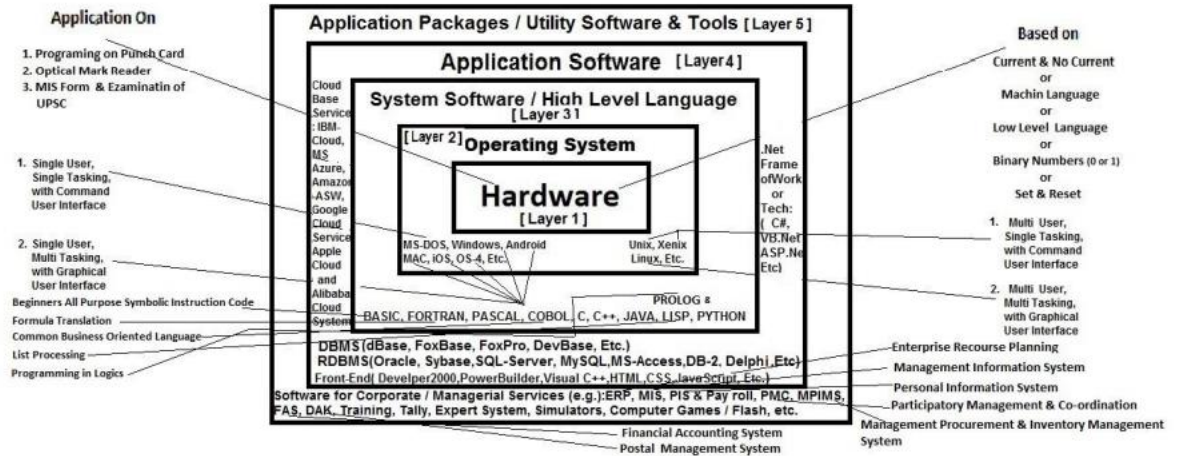 Application On
1. Programing on Punch Card
2. Optical Mark Reader
3. MIS Form & Ezaminatin of
UPSC
1. Single User,
Single Tasking,
with Command
User Interface
2. Single User,
Multi Tasking,
with Graphical
User Interface
Beginners All Purpose Symbolic Instruction Code
Formula Translation
Common Business Oriented Language
List Processing
Programming in Logics
Application Packages / Utility Software & Tools [ Layer 5 ]
Application Software [ Layer4 ]
System Software / High Level Language
[ Layer 3 ]
[ Layer 2 ]
Operating System
Hardware
[ Layer 1 ]
Cloud
Base
Service
: IBM-
Cloud,
MS
Azure,
Amazo
-ASW,
Google
Cloud
Service
Apple
Cloud
and
Alibaba
Cloud
System
.Net
Frame
ofWork
or
Tech:
( C#,
VB.Net
ASP.Ne
Etc)
MS-DOS, Windows, Android
MAC, iOS, OS-4, Etc.
Unix, Xenix
Linux, Etc.
PROLOG &
BASIC, FORTRAN, PASCAL, COBOL, C, C++, JAVA, LISP, PYTHON
DBMS(dBase, FoxBase, FoxPro, DevBase, Etc.)
RDBMS(Oracle, Sybase,SQL-Server, MySQL,MS-Access,DB-2, Delphi,Etc)
Front-End( Develper2000,PowerBuilder,Visual C++,HTML,CSS,JavaScript, Etc.)
Software for Corporate / Managerial Services (e.g.):ERP, MIS, PIS & Pay roll, PMC, MPIMS,
FAS, DAK, Training, Tally, Expert System, Simulators, Computer Games / Flash, etc.
Based on
Current & No Current
or
Machin Language
or
Low Level Language
or
Binary Numbers (0 or 1)
or
Set & Reset
1. Multi User,
Single Tasking,
with Command
User Interface
2. Multi User,
Multi Tasking,
with Graphical
User Interface
Enterprise Recourse Planning
Management Information System
Personal Information System
Participatory Management & Co-ordination
Management Procurement & Inventory Management
System
Financial Accounting System
Postal Management System